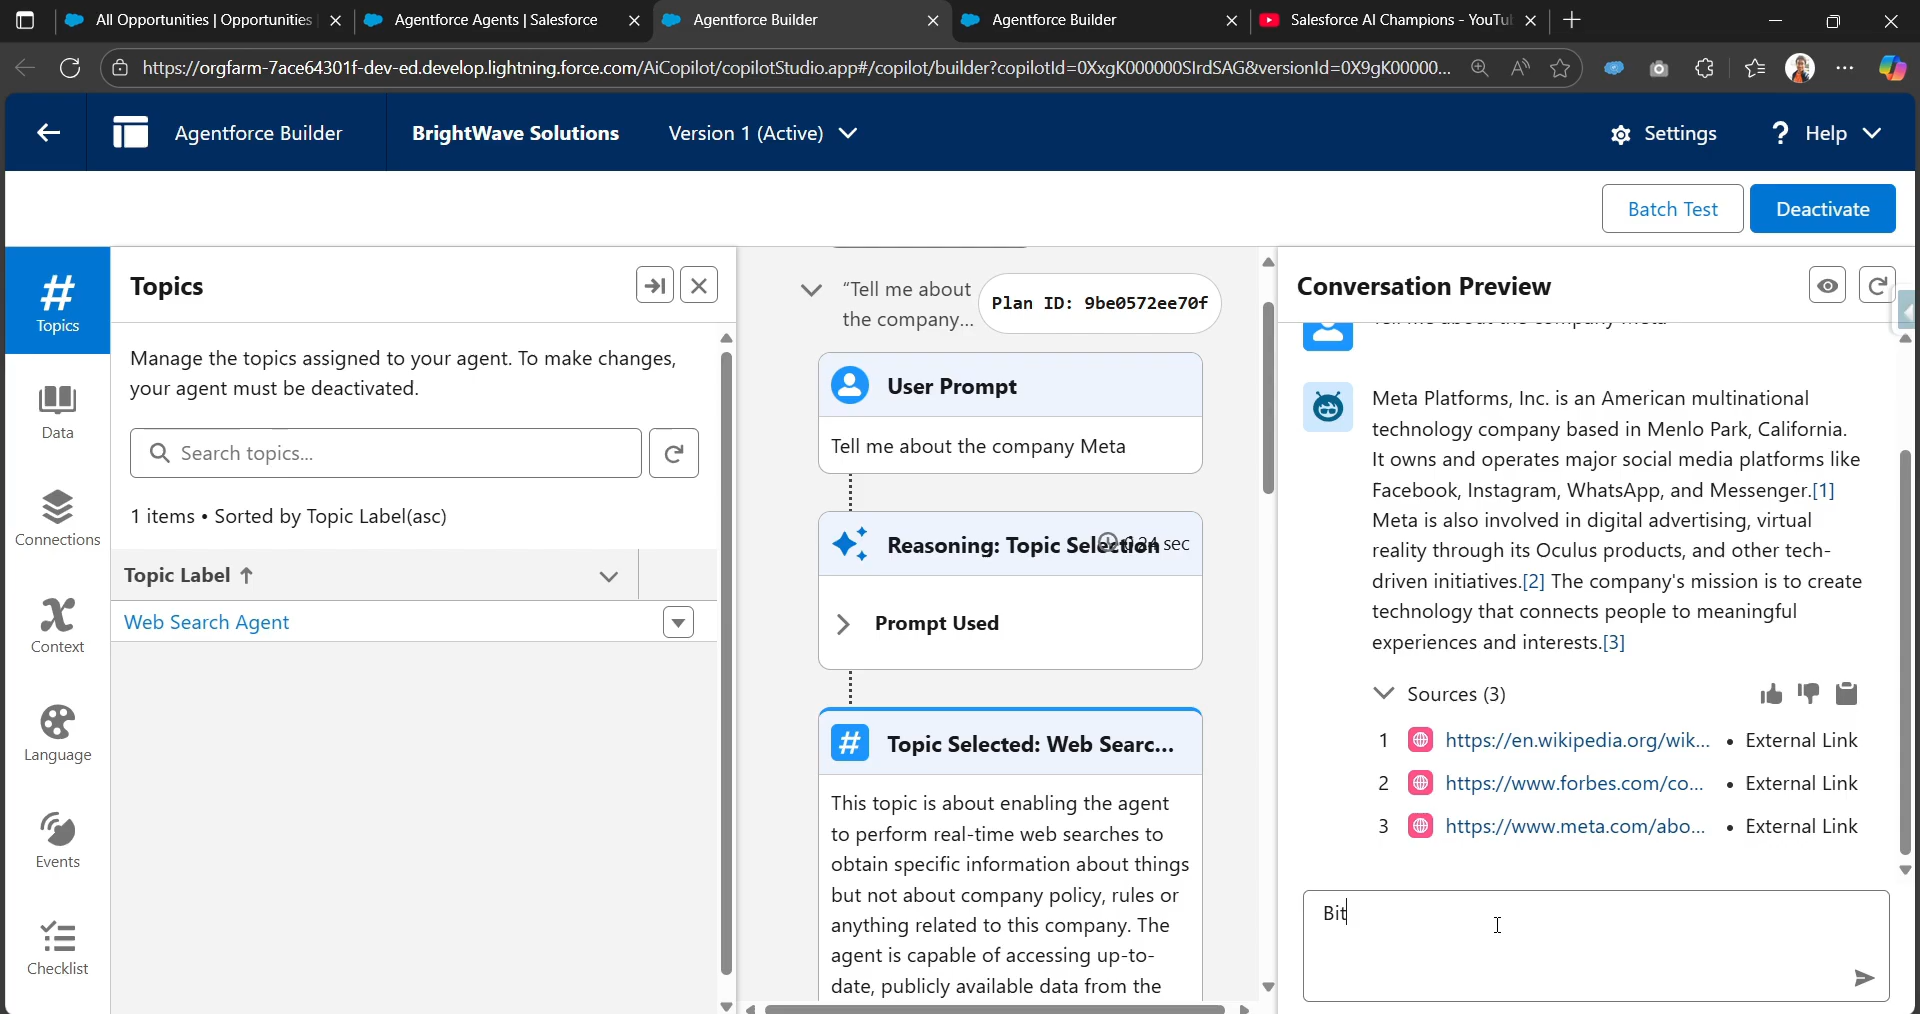 All Opportunities | Opportunities
Agentforce Agents | Salesforce
Agentforce Builder
Agentforce Builder
Salesforce AI Champions - YouTu
https://orgfarm-7ace64301f-dev-ed.develop.lightning.force.com/AiCopilot/copilotStudio.app#/copilot/builder?copilotId=0XxgK000000SIrdSAG&versionId=0X9gK00000...
Agentforce Builder
BrightWave Solutions
Version 1 (Active)
Settings
? Help
Batch Test
Deactivate
Topics
Data
Connections
Context
Language
Events
Checklist
Topics
Manage the topics assigned to your agent. To make changes,
your agent must be deactivated.
Search topics...
1 items • Sorted by Topic Label(asc)
Topic Label ↑
Web Search Agent
“Tell me about
the company...
Plan ID: 9be0572ee70f
User Prompt
Tell me about the company Meta
Reasoning: Topic Selection
sec
Prompt Used
Topic Selected: Web Searc...
This topic is about enabling the agent
to perform real-time web searches to
obtain specific information about things
but not about company policy, rules or
anything related to this company. The
agent is capable of accessing up-to-
date, publicly available data from the
Conversation Preview
Meta Platforms, Inc. is an American multinational
technology company based in Menlo Park, California.
It owns and operates major social media platforms like
Facebook, Instagram, WhatsApp, and Messenger.[1]
Meta is also involved in digital advertising, virtual
reality through its Oculus products, and other tech-
driven initiatives.[2] The company's mission is to create
technology that connects people to meaningful
experiences and interests.[3]
Sources (3)
1 https://en.wikipedia.org/wik... • External Link
2 https://www.forbes.com/co... • External Link
3 https://www.meta.com/abo... • External Link
Bit